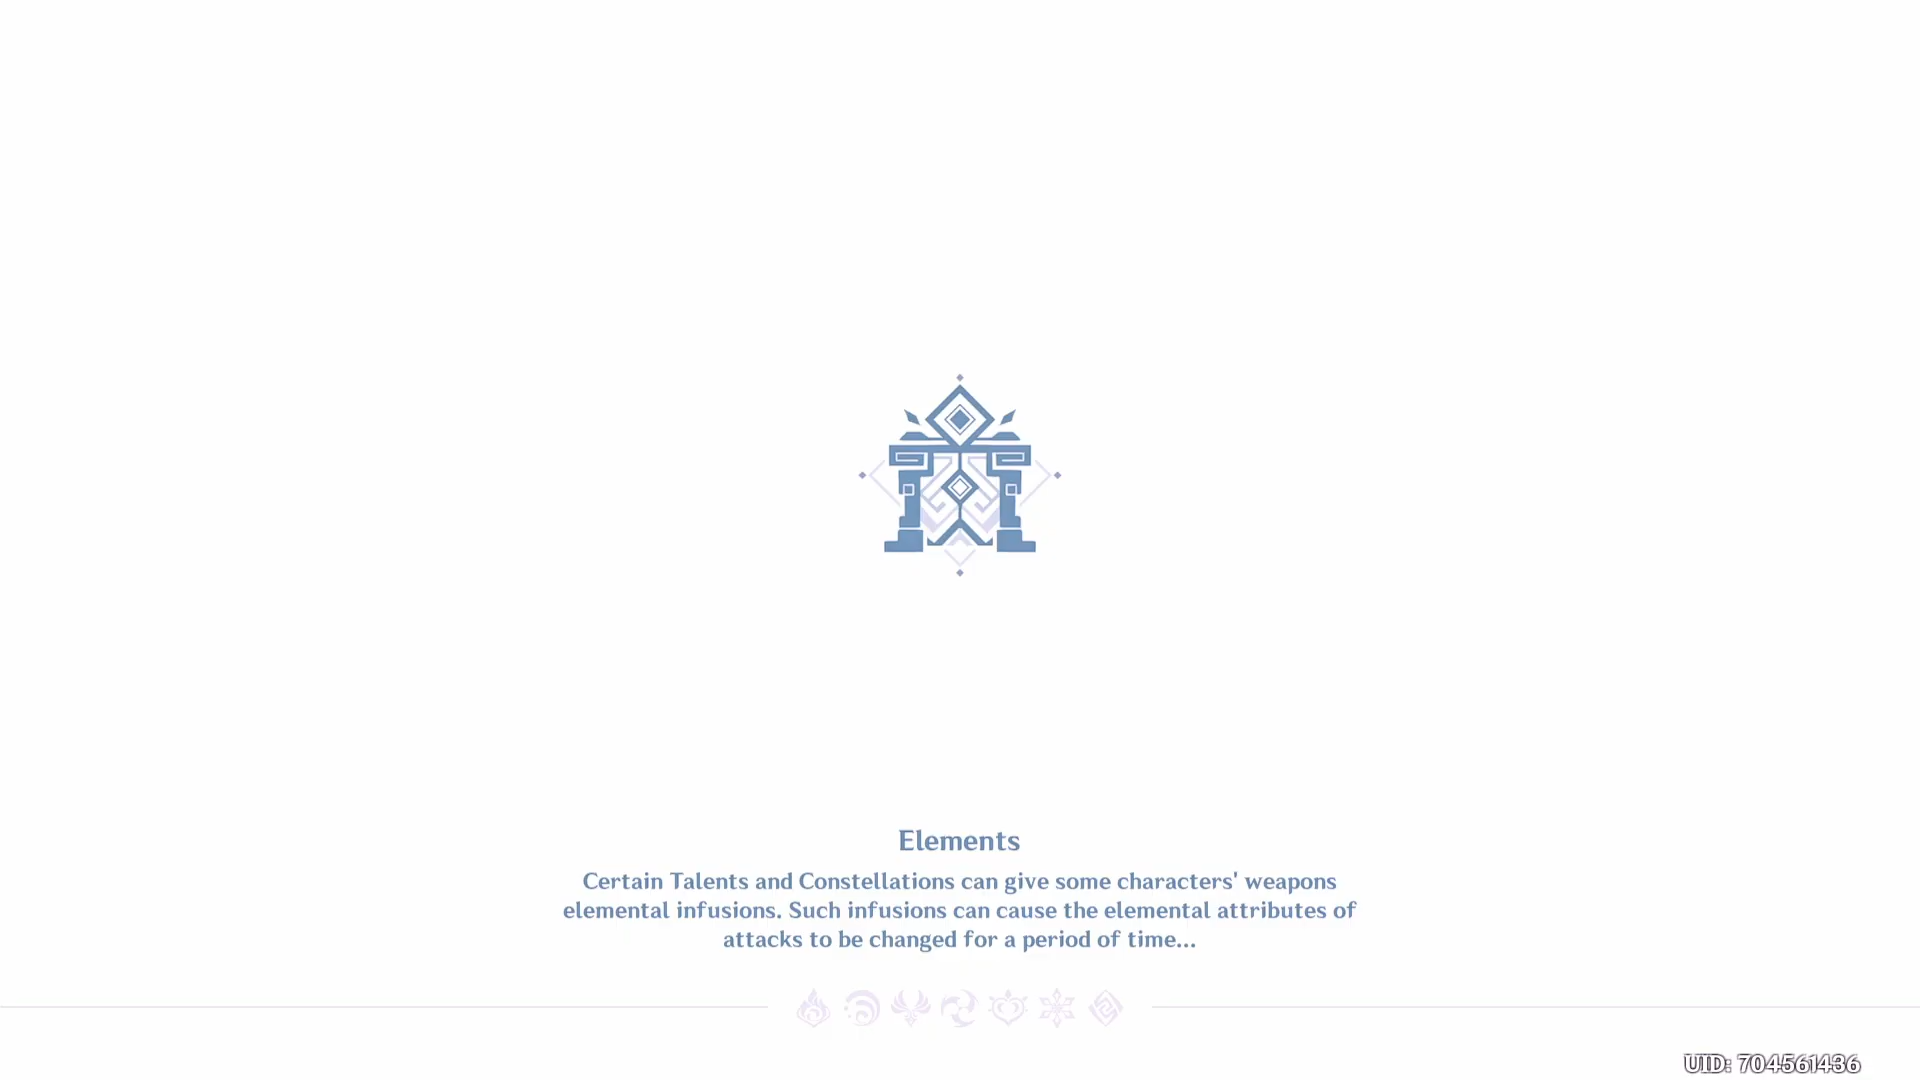 Elements
Certain Talents and Constellations can give some characters' weapons
elemental infusions. Such infusions can cause the elemental attributes of
attacks to be changed for a period of time...
UID: 704561436